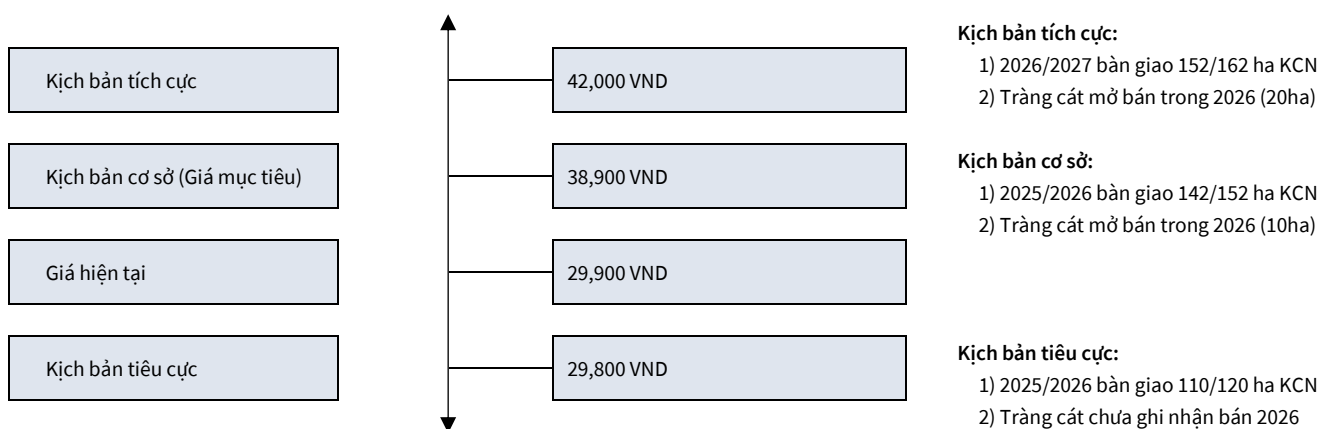 Kịch bản tích cực
42,000 VND
Kịch bản tích cực:
1) 2026/2027 bàn giao 152/162 ha KCN
2) Tràng cát mở bán trong 2026 (20ha)
Kịch bản cơ sở (Giá mục tiêu)
38,900 VND
Kịch bản cơ sở:
1) 2025/2026 bàn giao 142/152 ha KCN
2) Tràng cát mở bán trong 2026 (10ha)
Giá hiện tại
29,900 VND
Kịch bản tiêu cực
29,800 VND
Kịch bản tiêu cực:
1) 2025/2026 bàn giao 110/120 ha KCN
2) Tràng cát chưa ghi nhận bán 2026